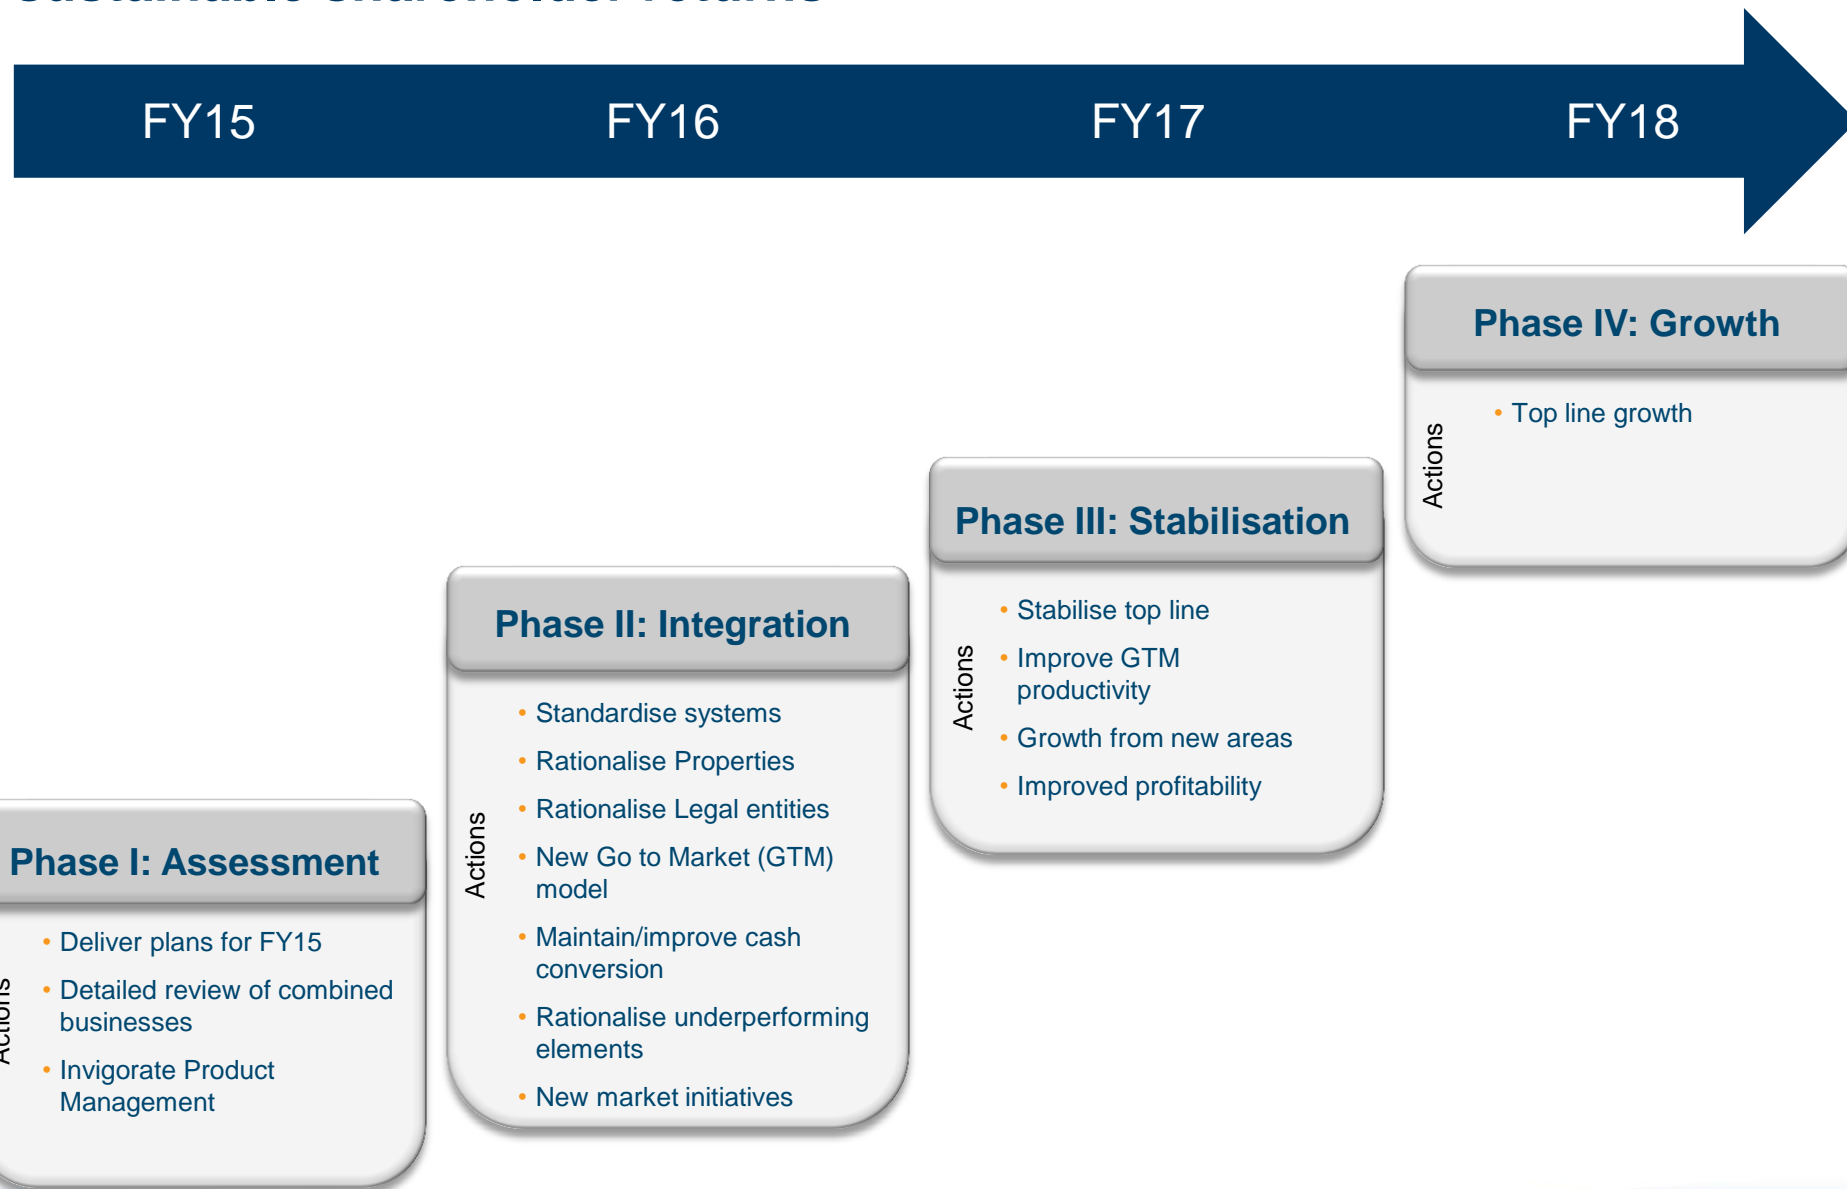 FY15
FY16
FY17
FY18
Phase IV: Growth
Actions
• Top line growth
Phase III: Stabilisation
Actions
• Stabilise top line
• Improve GTM
productivity
• Growth from new areas
• Improved profitability
Phase II: Integration
Actions
• Standardise systems
• Rationalise Properties
• Rationalise Legal entities
• New Go to Market (GTM)
model
• Maintain/improve cash
conversion
• Rationalise underperforming
elements
• New market initiatives
Phase I: Assessment
Actions
• Deliver plans for FY15
• Detailed review of combined
businesses
• Invigorate Product
Management